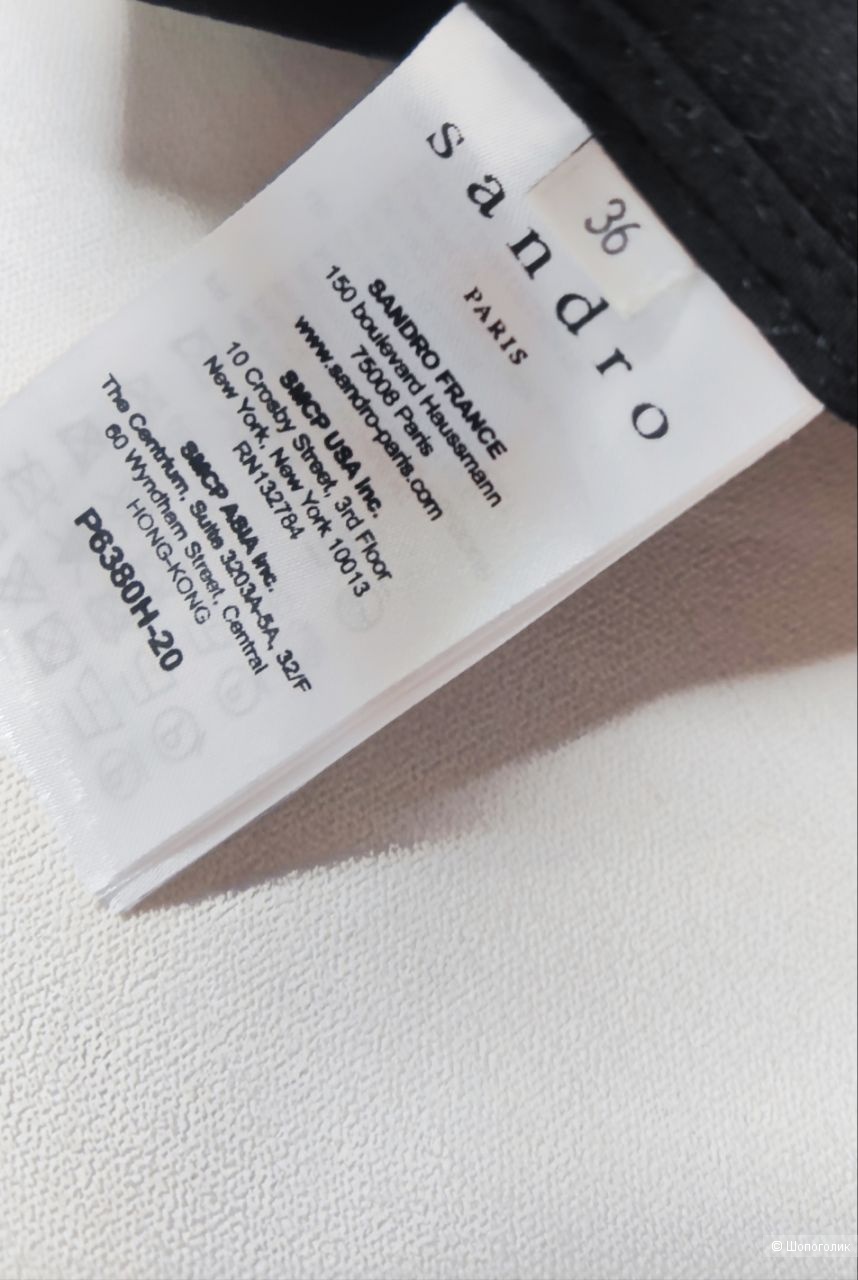 sandro
36
PARIS
SANDRO FRANCE
150 boulevard Haussmann
75008 Paris
www.sandro-paris.com
SMCP USA Inc.
10 Crosby Street, 3rd Floor
New York, New York 10013
RN132784
SMCP ASIA Inc.
The Centrium, Suite 3203A-5A, 32/F
60 Wyndham Street, Central
HONG-KONG
P6380H-20
© Шопоголик